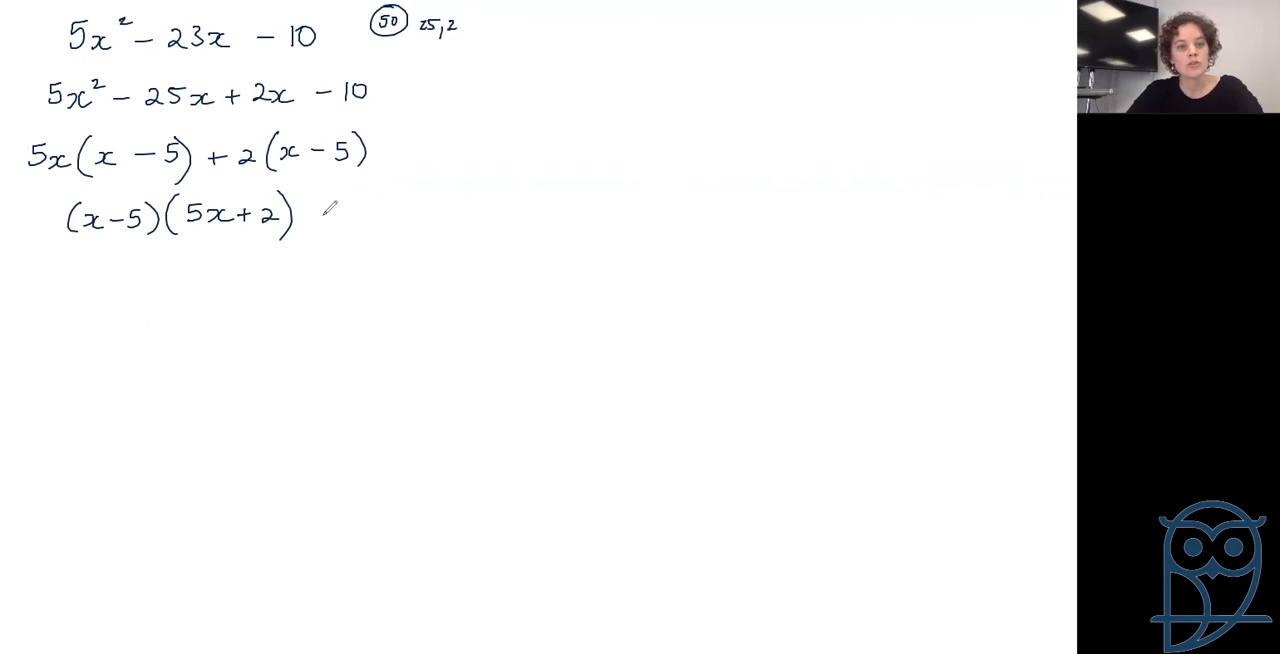 5x² - 23x - 10 50 25,2
5x² - 25x + 2x - 10
5x(x - 5) + 2(x - 5)
(x-5)(5x+2)